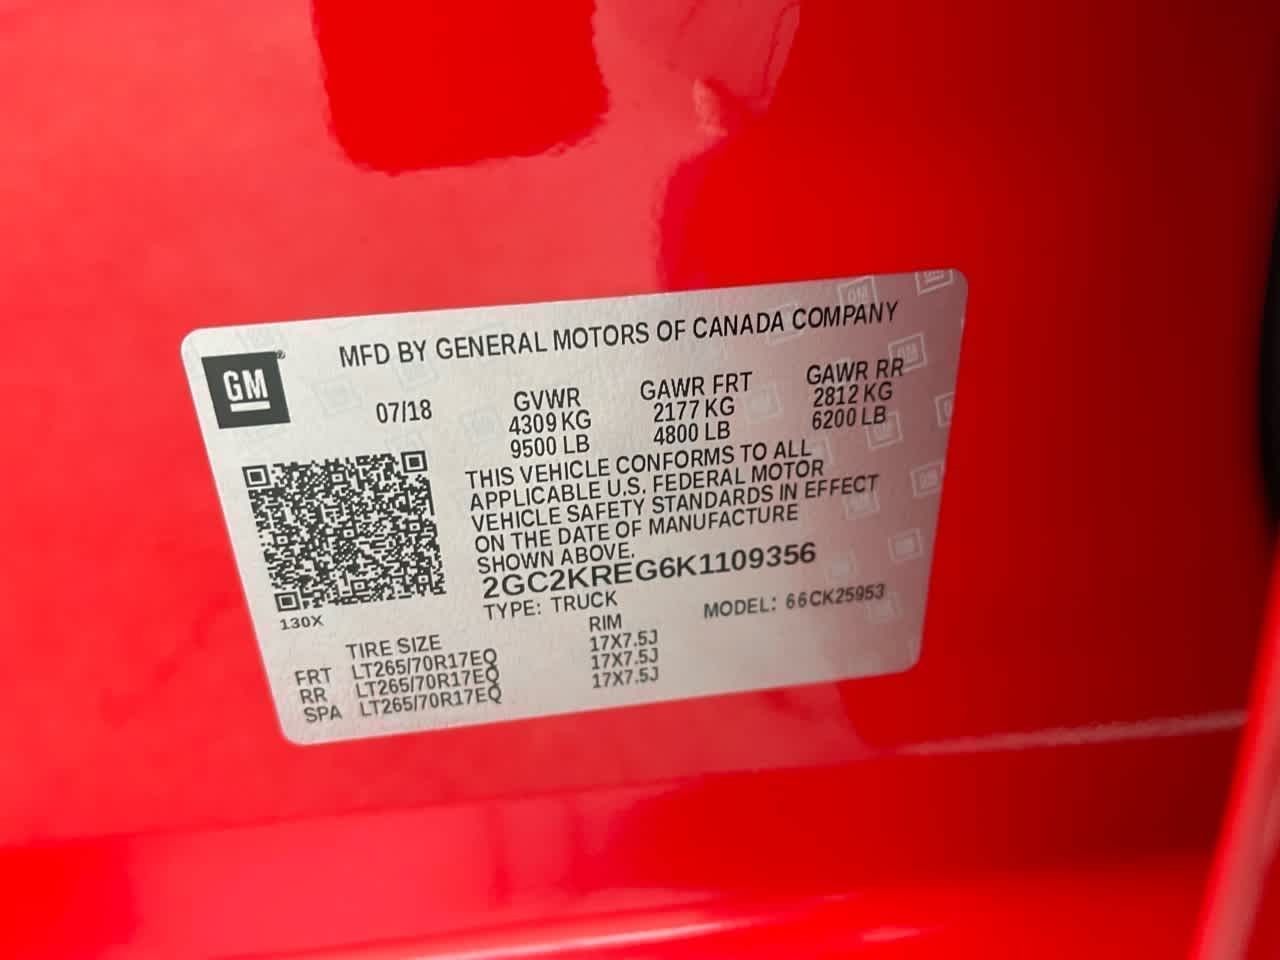 GM
MFD BY GENERAL MOTORS OF CANADA COMPANY
07/18
GVWR
4309 KG
9500 LB
GAWR FRT
2177 KG
4800 LB
GAWR RR
2812 KG
6200 LB
THIS VEHICLE CONFORMS TO ALL
APPLICABLE U.S. FEDERAL MOTOR
VEHICLE SAFETY STANDARDS IN EFFECT
ON THE DATE OF MANUFACTURE
SHOWN ABOVE.
2GC2KREG6K1109356
TYPE: TRUCK MODEL: 66CK25953
130X
TIRE SIZE RIM
FRT LT265/70R17EQ 17X7.5J
RR LT265/70R17EQ 17X7.5J
SPA LT265/70R17EQ 17X7.5J